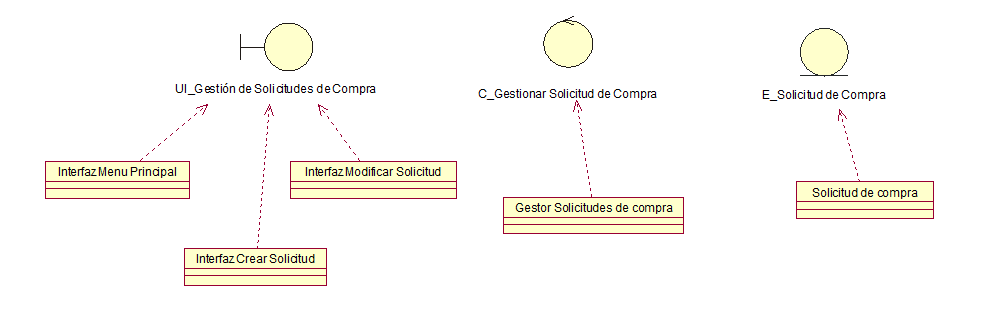 UI_Gestión de Solicitudes de Compra
C_Gestionar Solicitud de Compra
E_Solicitud de Compra
Interfaz Menu Principal
Interfaz Modificar Solicitud
Solicitud de compra
Gestor Solicitudes de compra
Interfaz Crear Solicitud